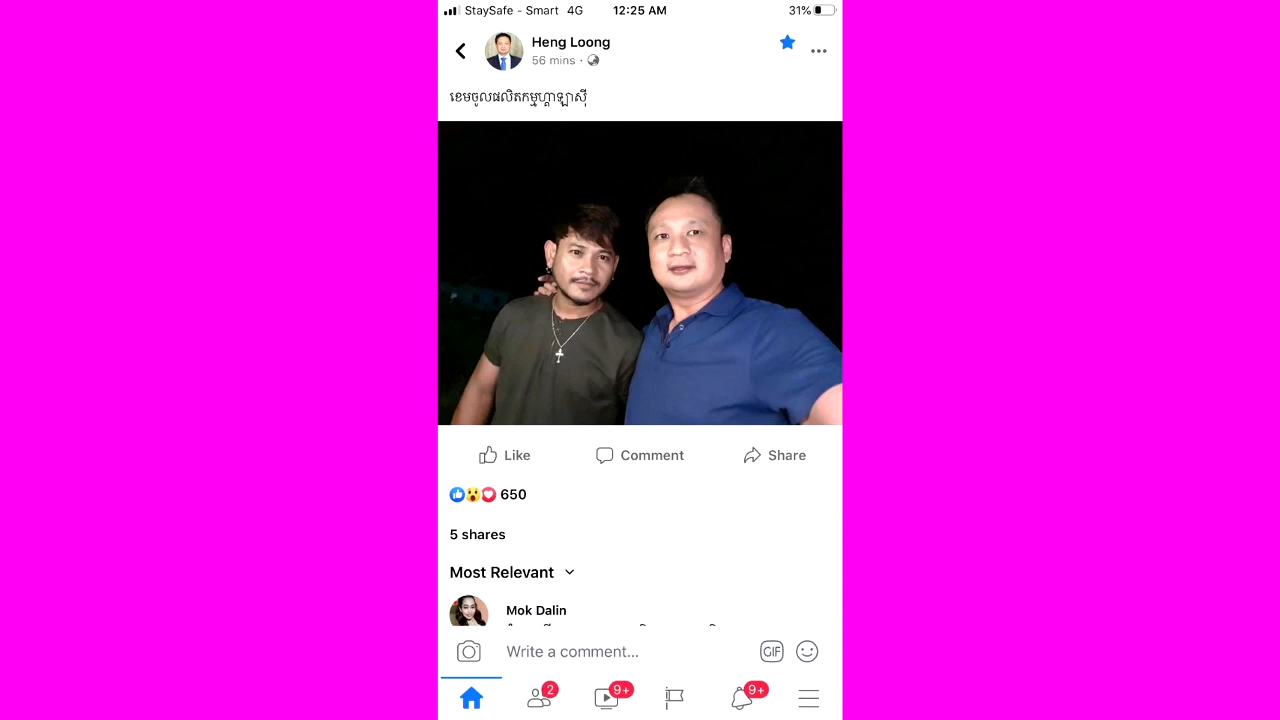 StaySafe - Smart 4G 12:25 AM 31%
Heng Loong
56 mins ·
ខេមចូលផលិតកម្មហ្គាឡាស៊ី
Like Comment Share
650
5 shares
Most Relevant
Mok Dalin
Write a comment... GIF
2 9+ 9+